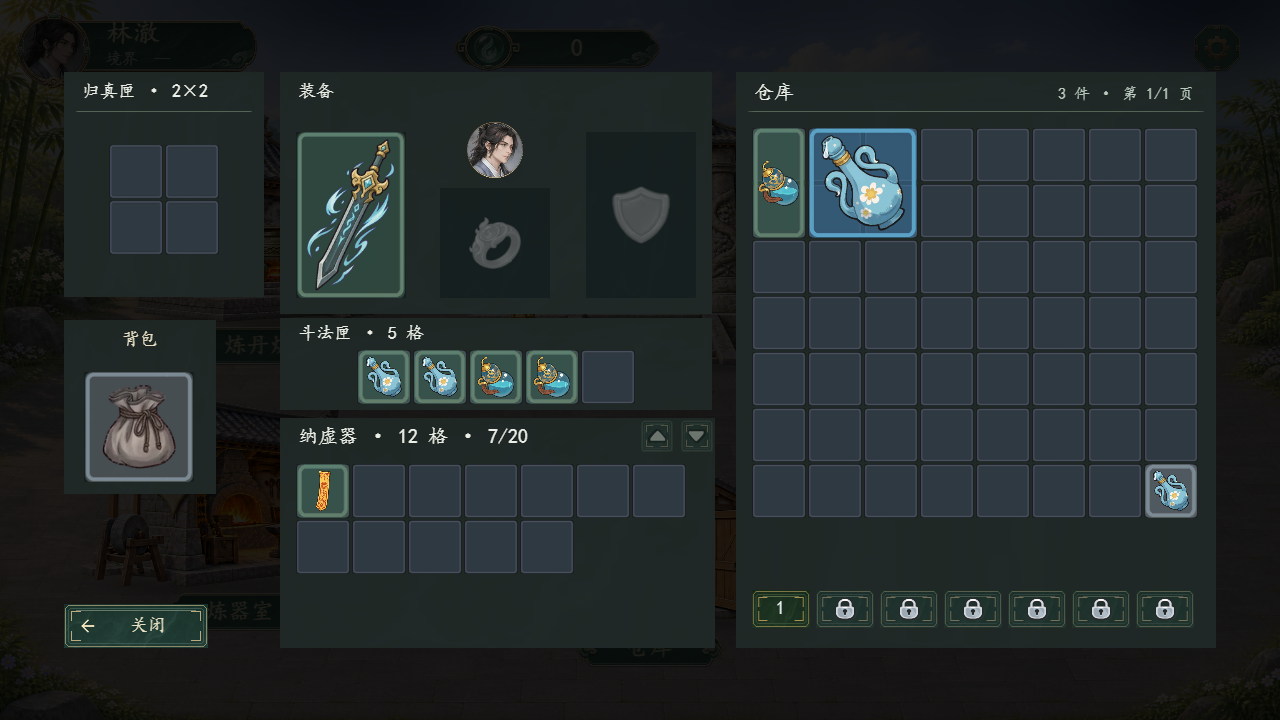 林澈
境界 一
0
归真匣 • 2×2
装备
仓库
3 件 • 第 1/1 页
背包
斗法匣 • 5 格
纳虚器 • 12 格 • 7/20
炼丹
炼器室
1
← 关闭
仓库